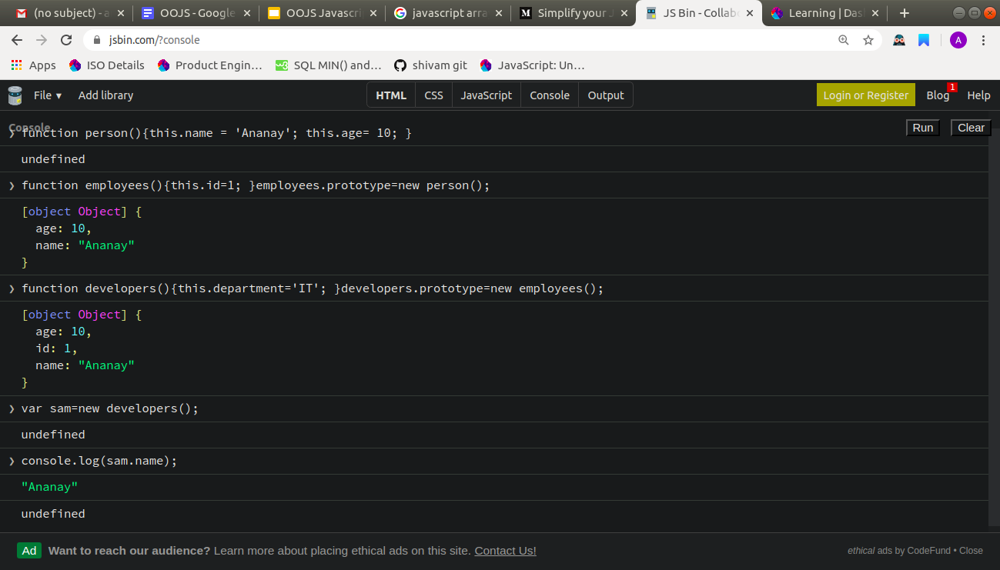 (no subject) - a
OOJS - Google
OOJS Javascri
javascript arra
Simplify your J
JS Bin - Collab
Learning | Das
jsbin.com/?console
A
Apps
ISO Details
Product Engin...
SQL MIN() and...
shivam git
JavaScript: Un...
File ▾
Add library
HTML
CSS
JavaScript
Console
Output
Login or Register
Blog
1
Help
Console
Run
Clear
❯ function person(){this.name = 'Ananay'; this.age= 10; }
undefined
❯ function employees(){this.id=1; }employees.prototype=new person();
[object Object] {
age: 10,
name: "Ananay"
}
❯ function developers(){this.department='IT'; }developers.prototype=new employees();
[object Object] {
age: 10,
id: 1,
name: "Ananay"
}
❯ var sam=new developers();
undefined
❯ console.log(sam.name);
"Ananay"
undefined
Ad Want to reach our audience? Learn more about placing ethical ads on this site. Contact Us!
ethical ads by CodeFund • Close